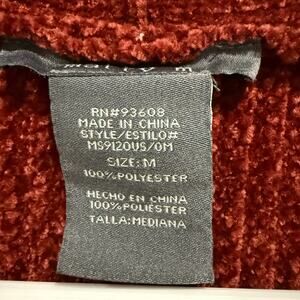 RN#93608
MADE IN CHINA
STYLE/ESTILO#
MS9120US/0M
SIZE: M
100% POLYESTER
HECHO EN CHINA
100% POLIESTER
TALLA: MEDIANA